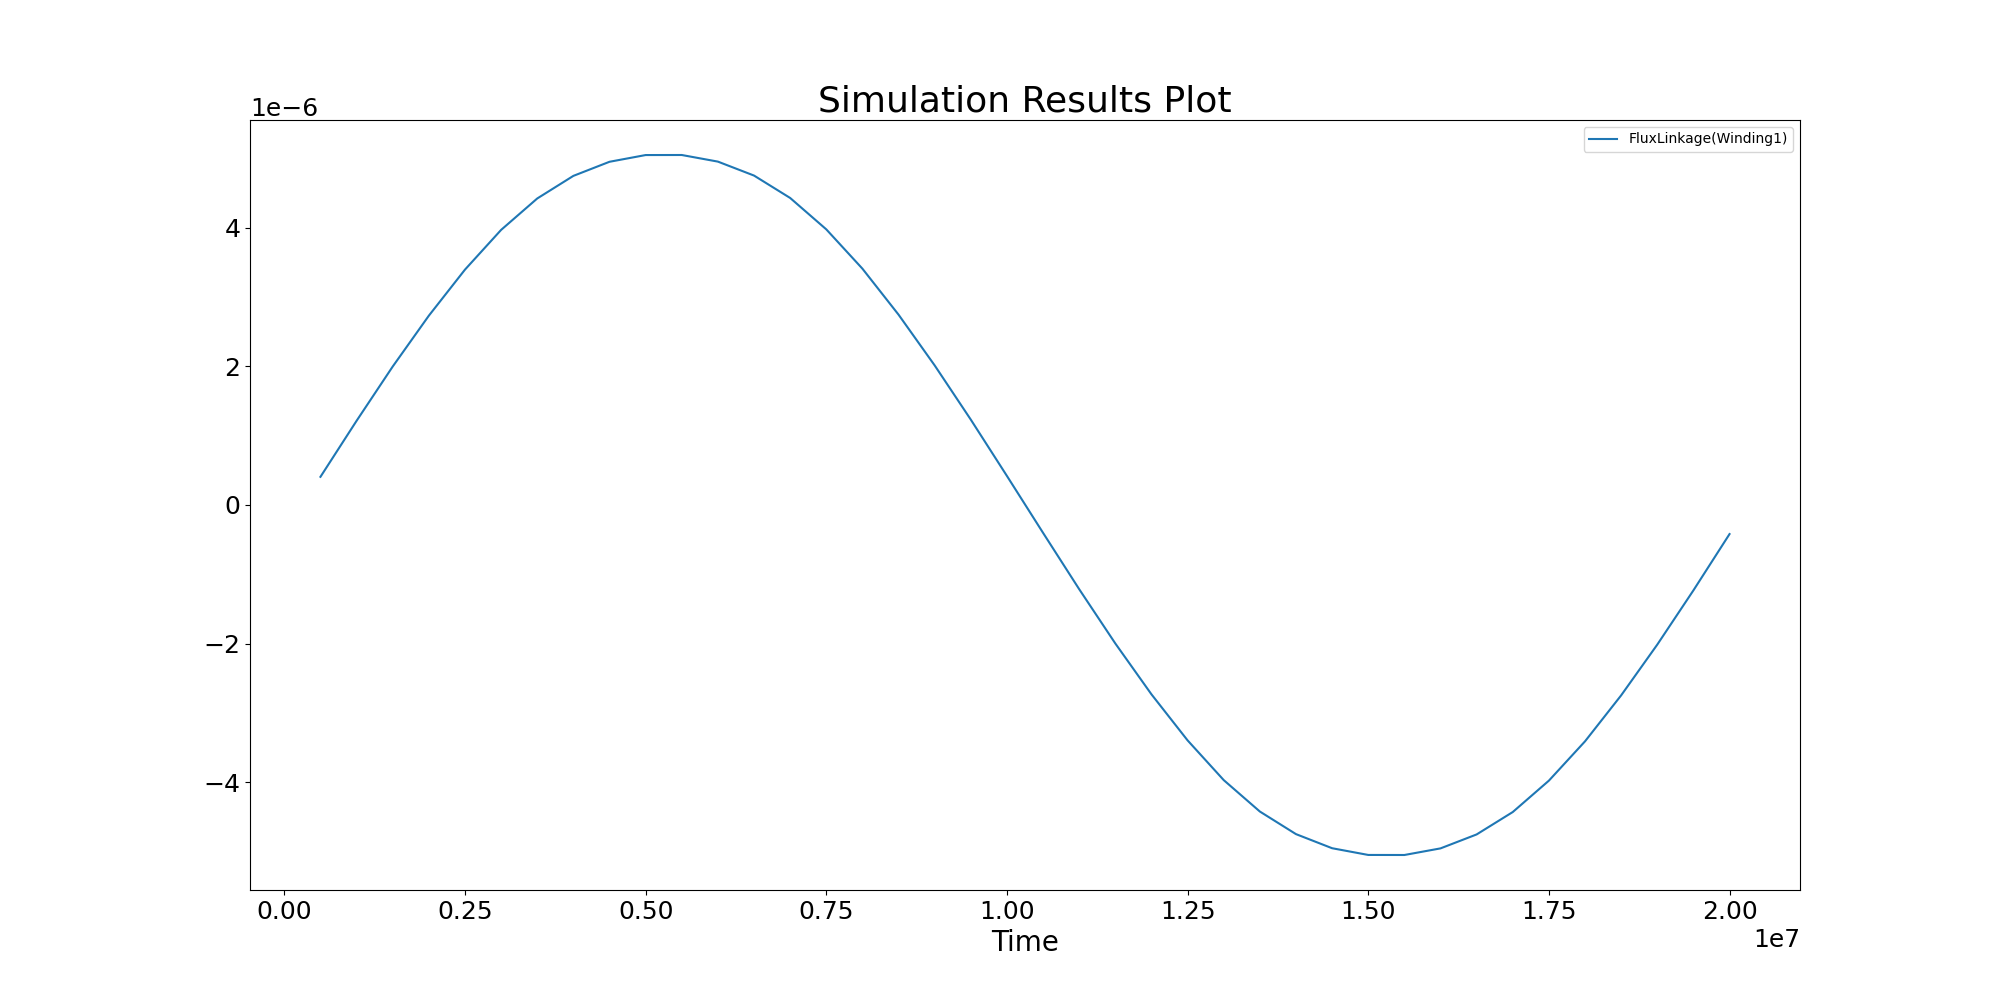 Simulation Results Plot
1e−6
FluxLinkage(Winding1)
4
2
0
−2
−4
0.00 0.25 0.50 0.75 1.00 1.25 1.50 1.75 2.00
Time
1e7